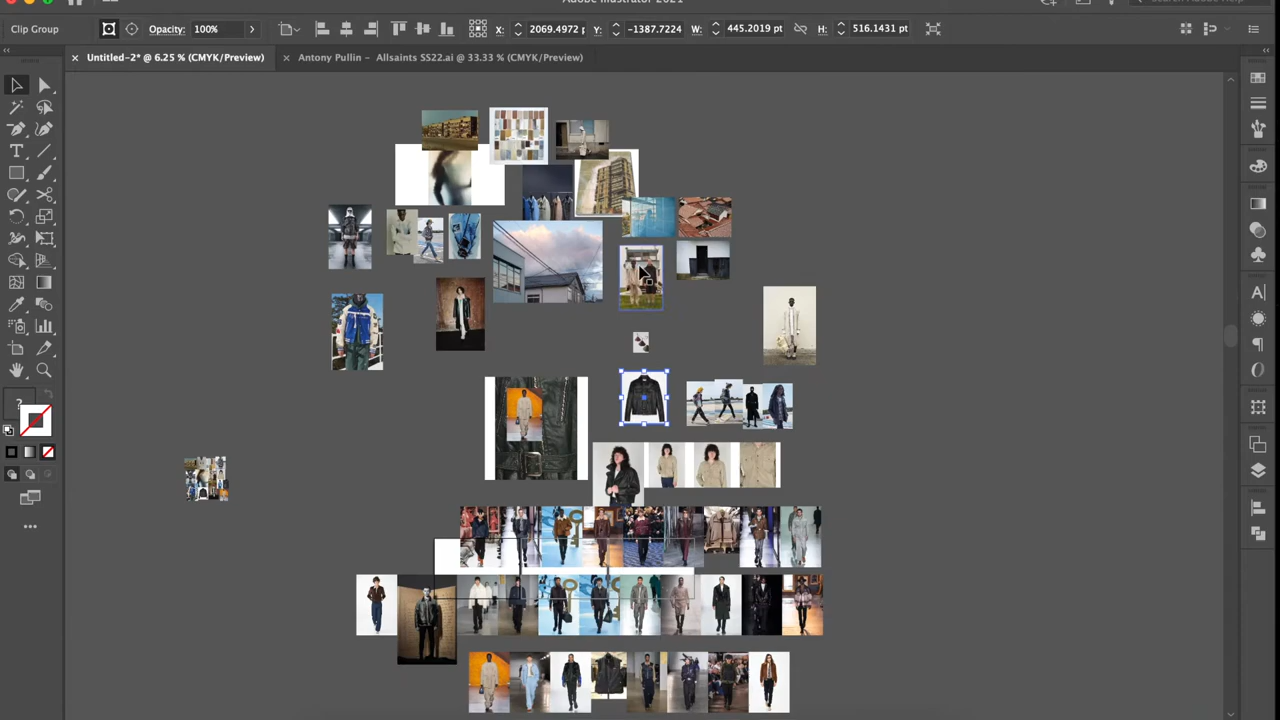 Adobe Illustrator 2021
Clip Group
Opacity:
100%
X:
2069.4972 p
Y:
-1387.7224
W:
445.2019 pt
H:
516.1431 pt
Untitled-2* @ 6.25 % (CMYK/Preview)
Antony Pullin - Allsaints SS22.ai @ 33.33 % (CMYK/Preview)
?